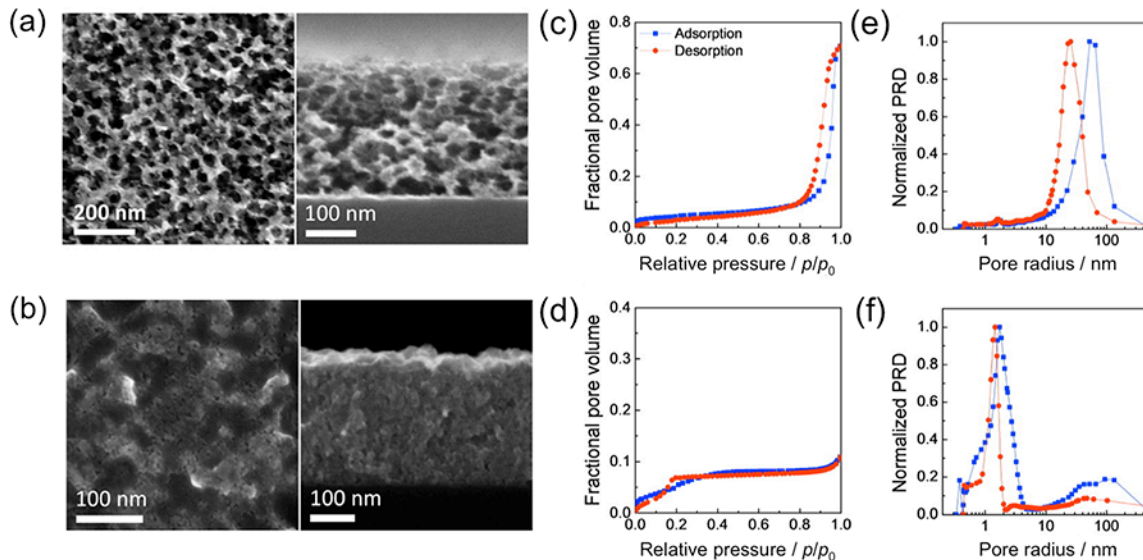 (a)
200 nm
100 nm
(c)
Fractional pore volume
0.8
0.6
0.4
0.2
0.0
Adsorption
Desorption
0.0 0.2 0.4 0.6 0.8 1.0
Relative pressure / p/p0
(e)
Normalized PRD
1.0
0.8
0.6
0.4
0.2
0.0
1 10 100
Pore radius / nm
(b)
100 nm
100 nm
(d)
Fractional pore volume
0.4
0.3
0.2
0.1
0.0
0.0 0.2 0.4 0.6 0.8 1.0
Relative pressure / p/p0
(f)
Normalized PRD
1.0
0.8
0.6
0.4
0.2
0.0
1 10 100
Pore radius / nm